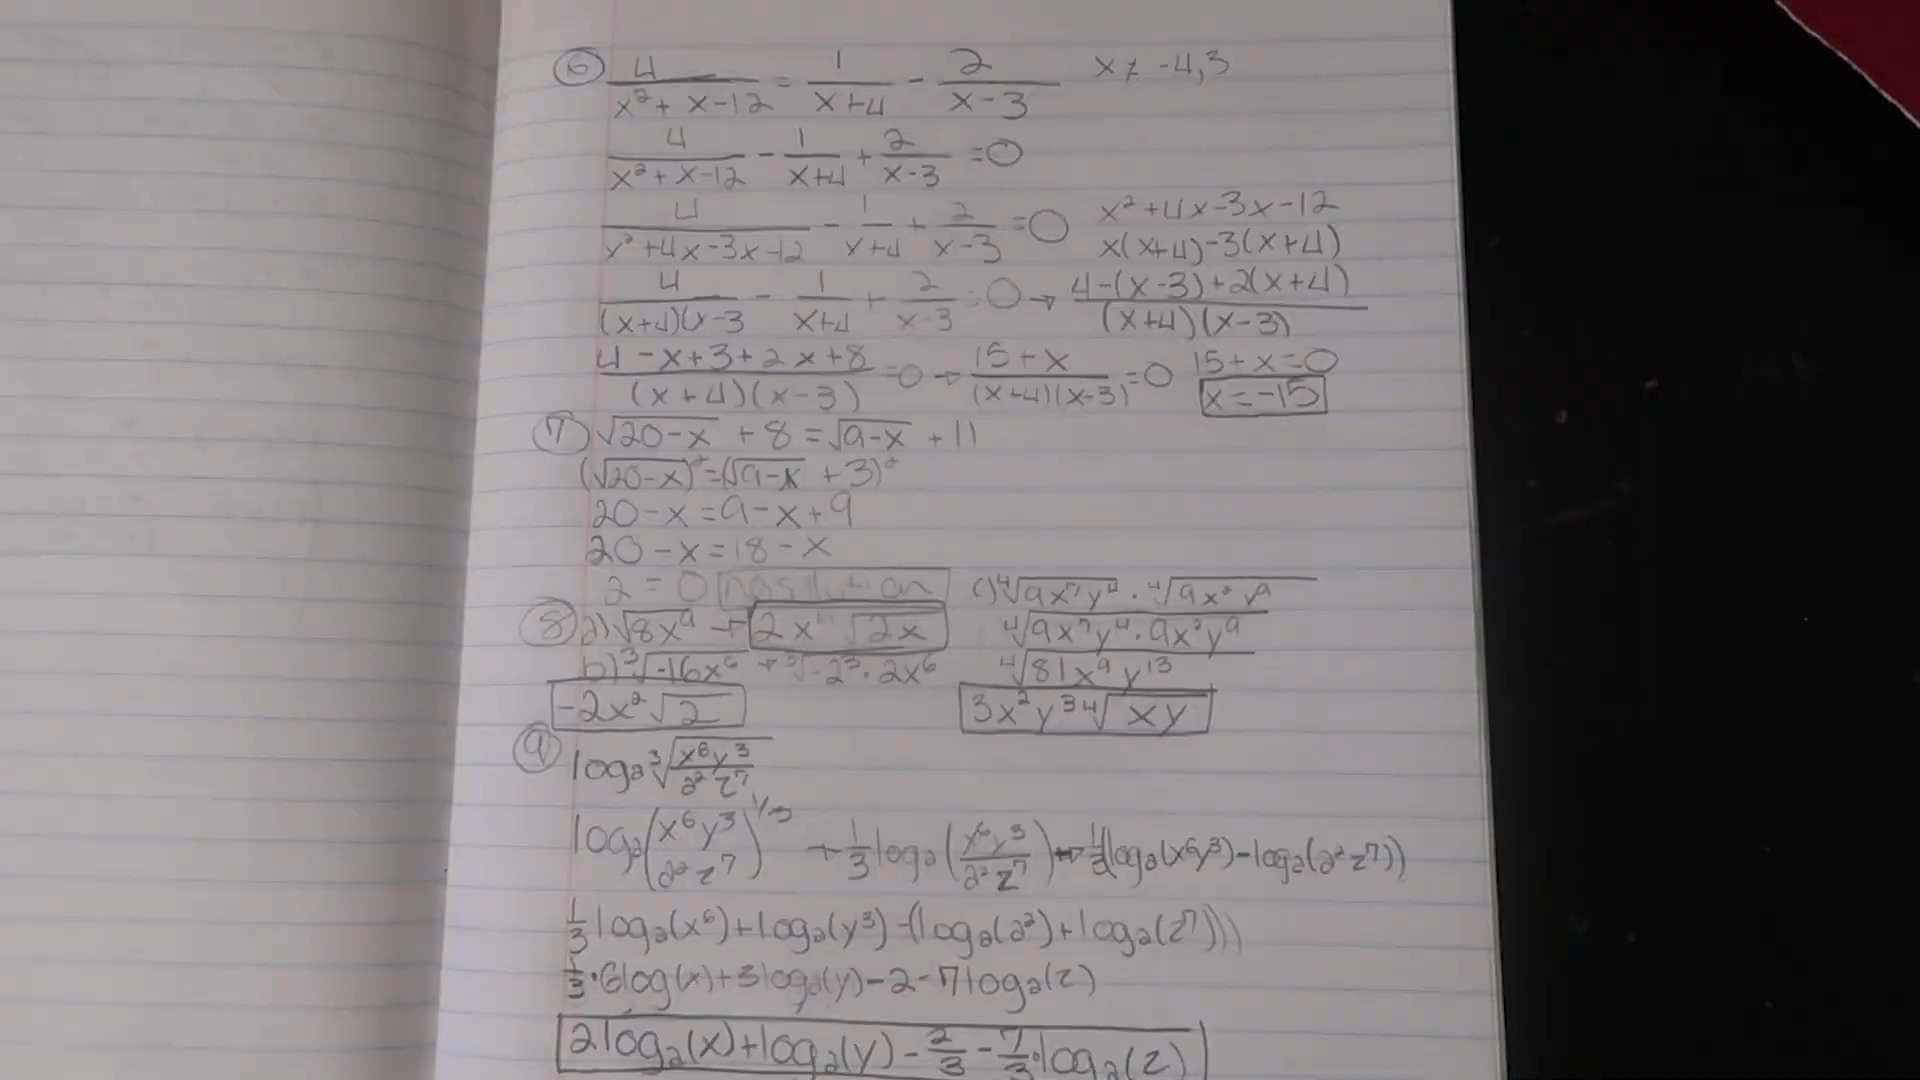 ⑥ 4/(x²+x-12) = 1/(x+4) - 2/(x-3)   x ≠ -4,3
4/(x²+x-12) - 1/(x+4) + 2/(x-3) = 0
4/(x²+4x-3x-12) - 1/(x+4) + 2/(x-3) = 0   x²+4x-3x-12
x(x+4)-3(x+4)
4/((x+4)(x-3) - 1/(x+4) + 2/(x-3) = 0 → (4-(x-3)+2(x+4))/((x+4)(x-3))
(4-x+3+2x+8)/((x+4)(x-3)) = 0 → (15+x)/((x+4)(x-3)) = 0   15+x=0
x=-15
⑦ √(20-x) + 8 = √(9-x) + 11
(√(20-x))² = (√(9-x) + 3)²
20-x = 9-x+9
20-x = 18-x
2 = 0 no solution
⑧ a) √(8x⁹) → 2x⁴√(2x)
b) ³√(-16x⁶) → ³√(-2³·2x⁶)
-2x²√2
c) ⁴√(9x⁷y⁴) · ⁴√(9x²y⁹)
⁴√(9x⁷y⁴·9x²y⁹)
⁴√(81x⁹y¹³)
3x²y³ ⁴√(xy)
⑨ log₂ ³√(x⁶y³/(2²z⁷))
log₂(x⁶y³/(2²z⁷))^(1/3) → 1/3 log₂(x⁶y³/(2²z⁷)) → 1/3(log₂(x⁶y³)-log₂(2²z⁷))
1/3 log₂(x⁶)+log₂(y³)-(log₂(2²)+log₂(z⁷)))
1/3·6log(x)+3log₂(y)-2-7log₂(z)
2log₂(x)+log₂(y)-2/3-7/3·log₂(z)